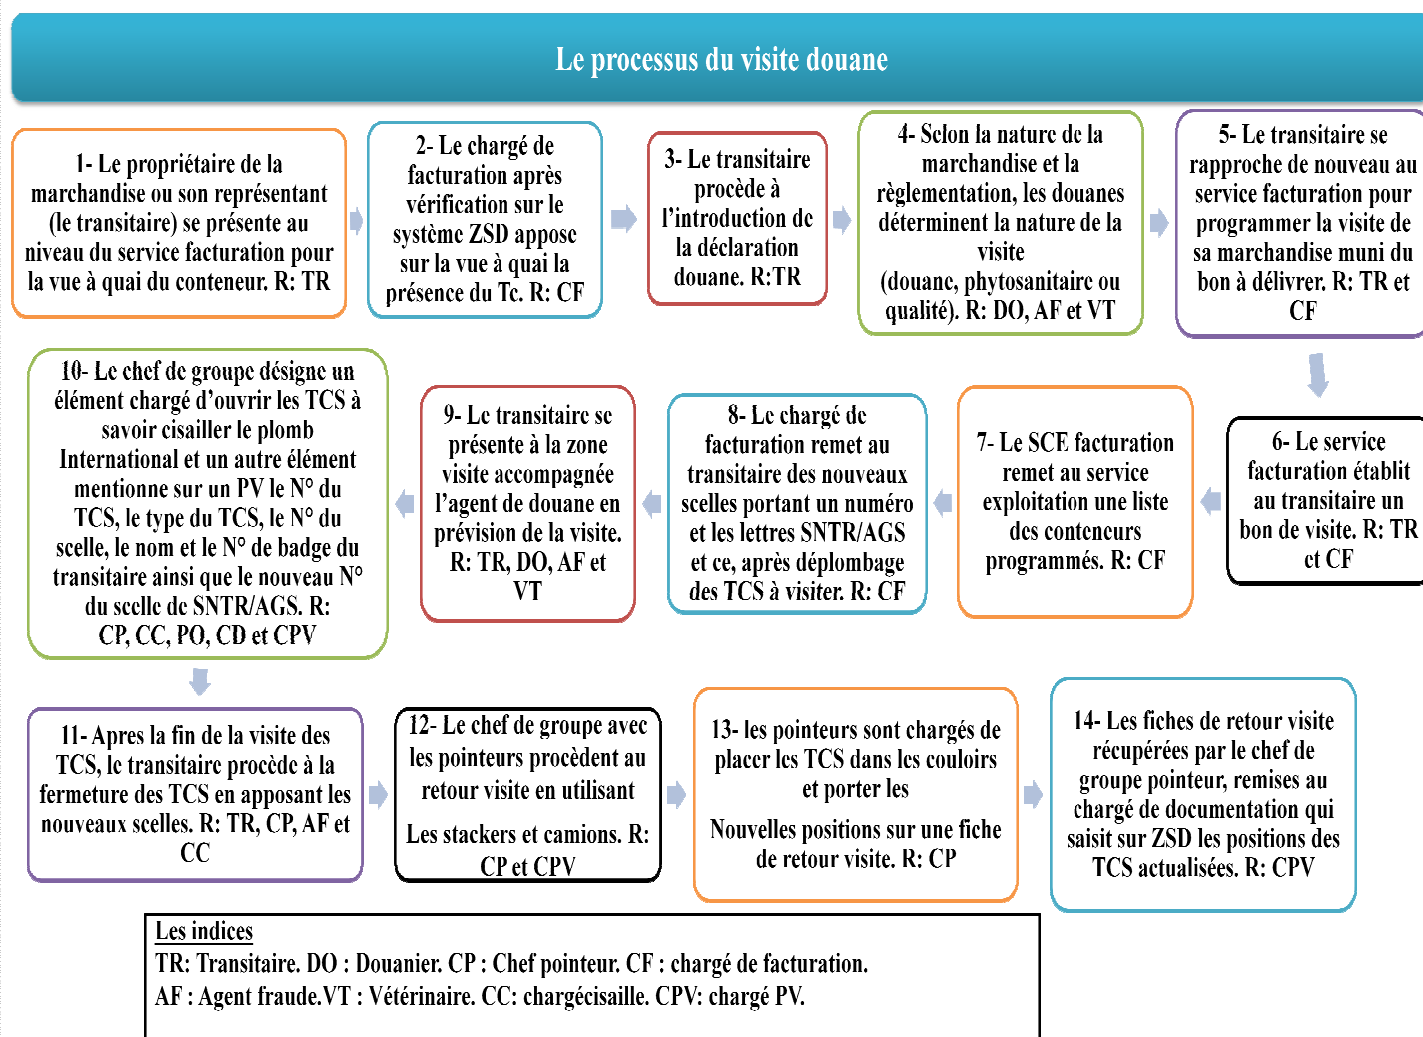 Le processus du visite douane
1- Le propriétaire de la
marchandise ou son représentant
(le transitaire) se présente au
niveau du service facturation pour
la vue à quai du conteneur. R: TR
2- Le chargé de
facturation après
vérification sur le
système ZSD appose
sur la vue à quai la
présence du Tc. R: CF
3- Le transitaire
procède à
l’introduction de
la déclaration
douane. R:TR
4- Selon la nature de la
marchandise et la
règlementation, les douanes
déterminent la nature de la
visite
(douane, phytosanitaire ou
qualité). R: DO, AF et VT
5- Le transitaire se
rapproche de nouveau au
service facturation pour
programmer la visite de
sa marchandise muni du
bon à délivrer. R: TR et
CF
6- Le service
facturation établit
au transitaire un
bon de visite. R: TR
et CF
7- Le SCE facturation
remet au service
exploitation une liste
des conteneurs
programmés. R: CF
8- Le chargé de
facturation remet au
transitaire des nouveaux
scelles portant un numéro
et les lettres SNTR/AGS
et ce, après déplombage
des TCS à visiter. R: CF
9- Le transitaire se
présente à la zone
visite accompagnée
l’agent de douane en
prévision de la visite.
R: TR, DO, AF et
VT
10- Le chef de groupe désigne un
élément chargé d’ouvrir les TCS à
savoir cisailler le plomb
International et un autre élément
mentionne sur un PV le N° du
TCS, le type du TCS, le N° du
scelle, le nom et le N° de badge du
transitaire ainsi que le nouveau N°
du scelle de SNTR/AGS. R:
CP, CC, PO, CD et CPV
11- Apres la fin de la visite des
TCS, le transitaire procède à la
fermeture des TCS en apposant les
nouveaux scelles. R: TR, CP, AF et
CC
12- Le chef de groupe avec
les pointeurs procèdent au
retour visite en utilisant
Les stackers et camions. R:
CP et CPV
13- les pointeurs sont chargés de
placer les TCS dans les couloirs
et porter les
Nouvelles positions sur une fiche
de retour visite. R: CP
14- Les fiches de retour visite
récupérées par le chef de
groupe pointeur, remises au
chargé de documentation qui
saisit sur ZSD les positions des
TCS actualisées. R: CPV
Les indices
TR: Transitaire. DO : Douanier. CP : Chef pointeur. CF : chargé de facturation.
AF : Agent fraude.VT : Vétérinaire. CC: chargécisaille. CPV: chargé PV.